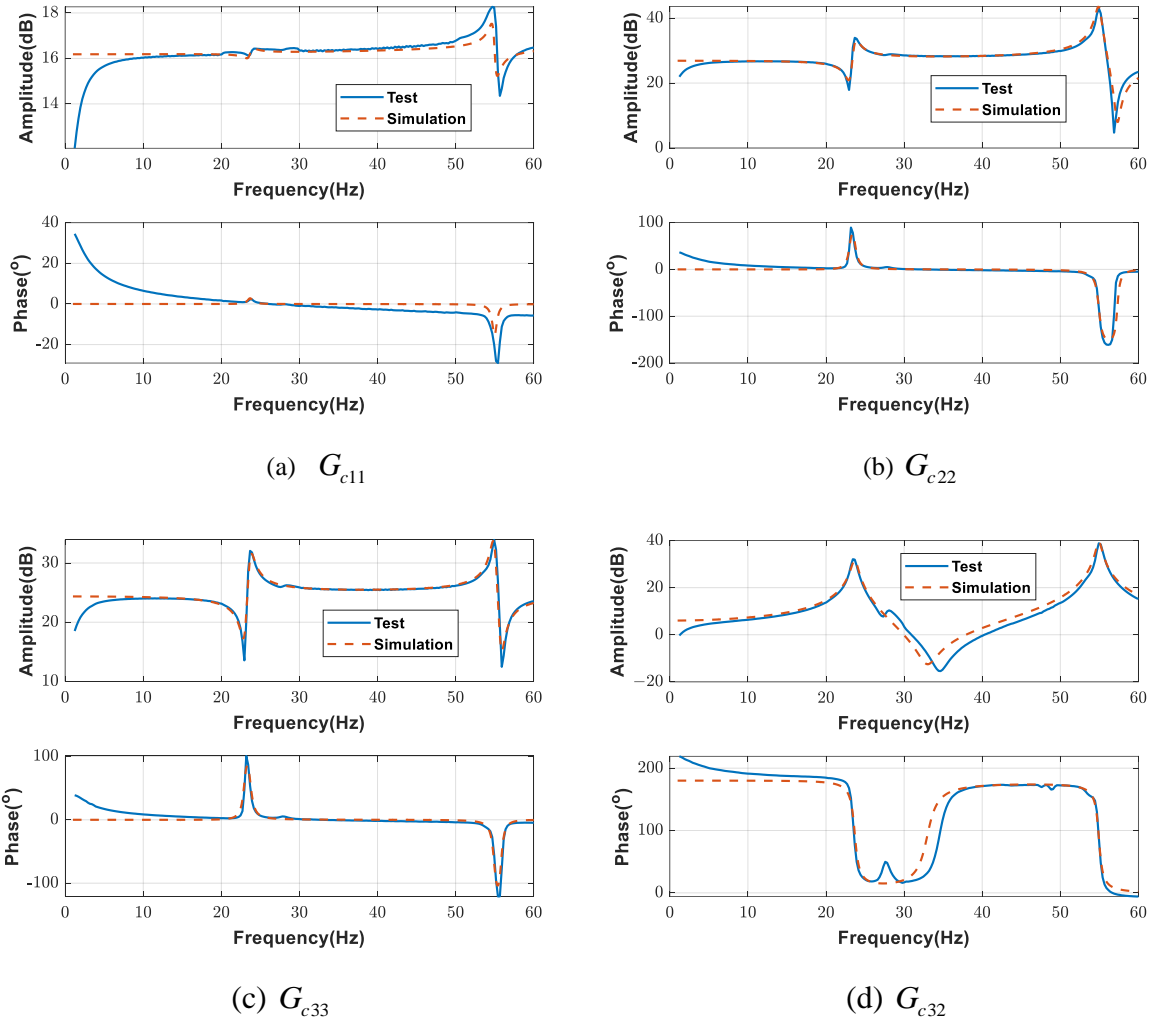 18
16
14
Amplitude(dB)
Test
Simulation
0 10 20 30 40 50 60
Frequency(Hz)
40
20
0
-20
Phase(°)
0 10 20 30 40 50 60
Frequency(Hz)
(a) Gc11
40
20
0
Amplitude(dB)
Test
Simulation
0 10 20 30 40 50 60
Frequency(Hz)
100
0
-100
-200
Phase(°)
0 10 20 30 40 50 60
Frequency(Hz)
(b) Gc22
30
20
10
Amplitude(dB)
Test
Simulation
0 10 20 30 40 50 60
Frequency(Hz)
100
0
-100
Phase(°)
0 10 20 30 40 50 60
Frequency(Hz)
(c) Gc33
40
20
0
−20
Amplitude(dB)
Test
Simulation
0 10 20 30 40 50 60
Frequency(Hz)
200
100
0
Phase(°)
0 10 20 30 40 50 60
Frequency(Hz)
(d) Gc32